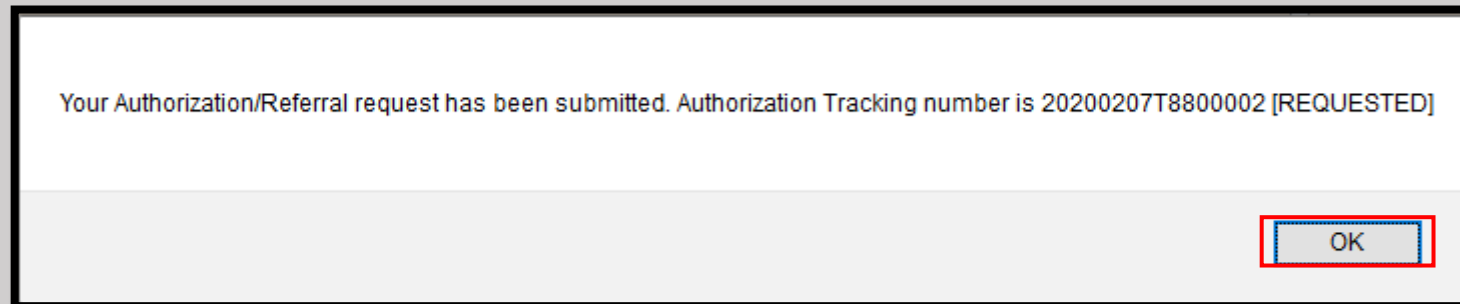 Your Authorization/Referral request has been submitted. Authorization Tracking number is 20200207T8800002 [REQUESTED]
OK